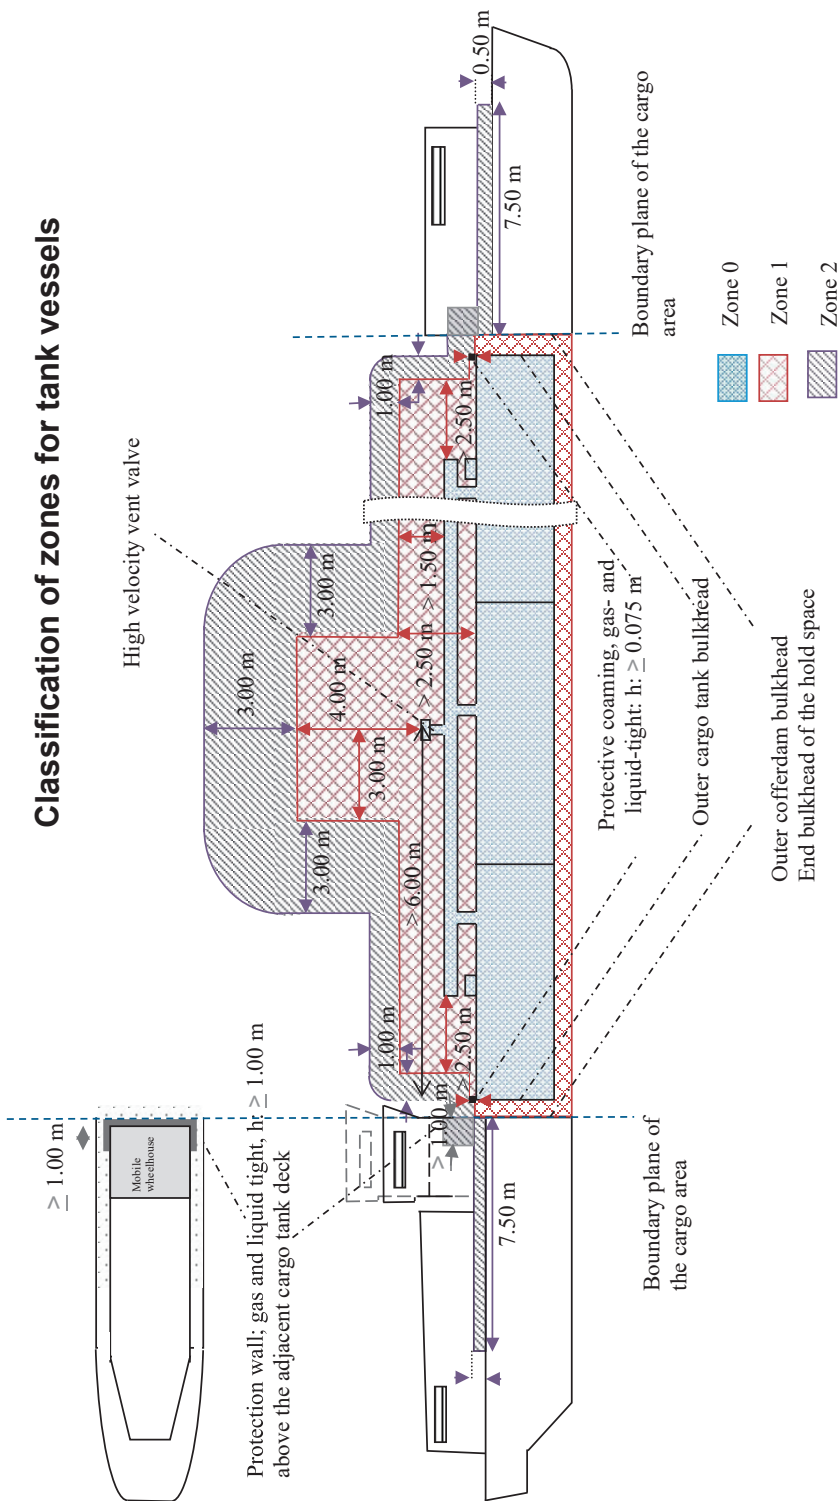 Classification of zones for tank vessels
≥ 1.00 m
Mobile
wheelhouse
Protection wall; gas and liquid tight, h: ≥ 1.00 m
above the adjacent cargo tank deck
High velocity vent valve
3.00 m
3.00 m
4.00 m
3.00 m
3.00 m
1.00 m
1.00 m
> 6.00 m
> 2.50 m
> 1.50 m
> 2.50 m
> 2.50 m
> 1.00 m
0.50 m
7.50 m
7.50 m
Boundary plane of
the cargo area
Protective coaming, gas- and
liquid-tight: h: ≥ 0.075 m
Outer cargo tank bulkhead
Outer cofferdam bulkhead
End bulkhead of the hold space
Boundary plane of the cargo
area
Zone 0
Zone 1
Zone 2